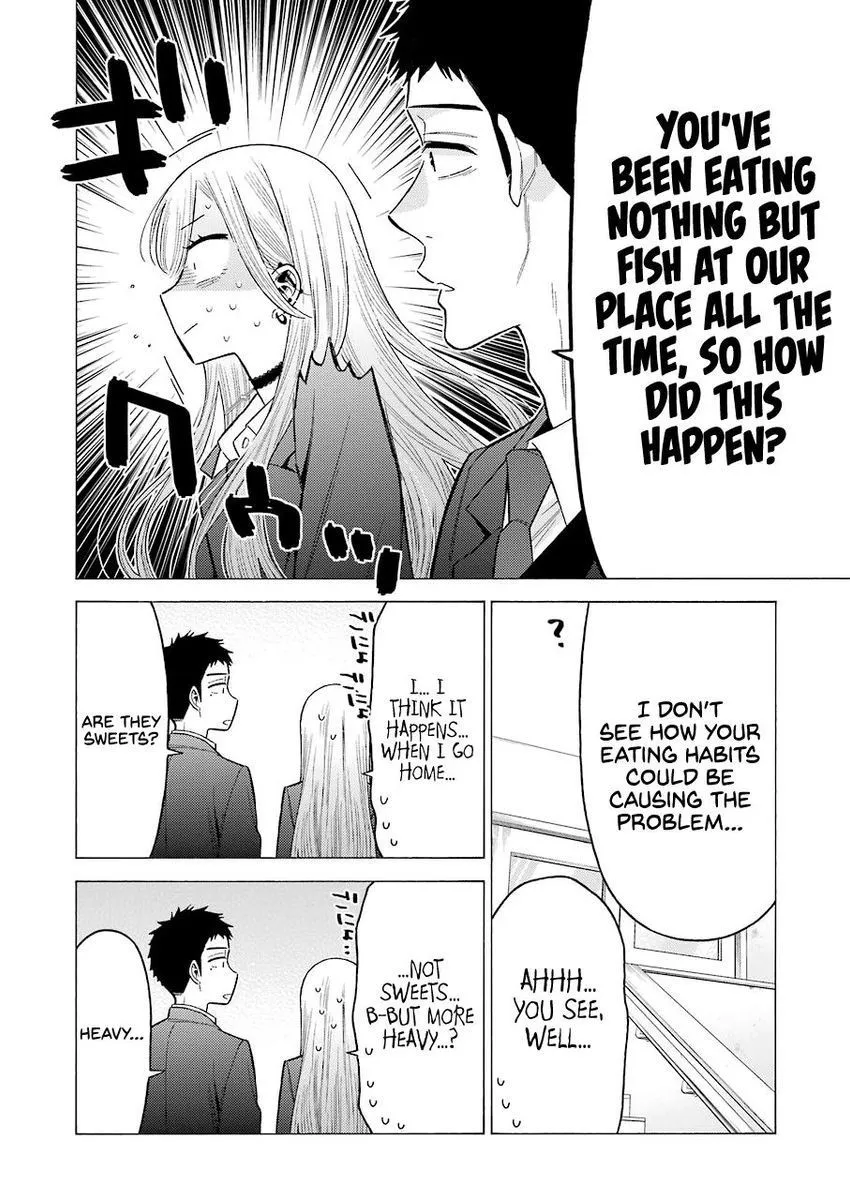 YOU'VE
BEEN EATING
NOTHING BUT
FISH AT OUR
PLACE ALL THE
TIME, SO HOW
DID THIS
HAPPEN?
ギクッ
?
I DON'T
SEE HOW YOUR
EATING HABITS
COULD BE
CAUSING THE
PROBLEM...
AHHH...
YOU SEE,
WELL...
I... I
THINK IT
HAPPENS...
WHEN I GO
HOME...
ARE THEY
SWEETS?
...NOT
SWEETS...
B-BUT MORE
HEAVY...?
HEAVY...